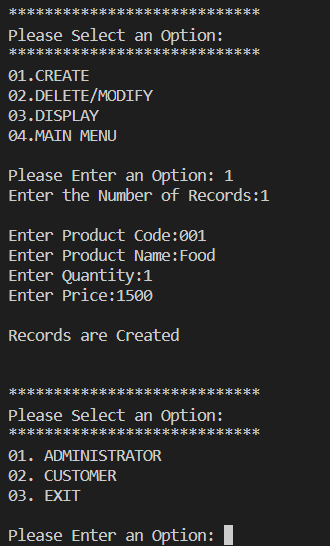 ****************************
Please Select an Option:
****************************
01.CREATE
02.DELETE/MODIFY
03.DISPLAY
04.MAIN MENU
Please Enter an Option: 1
Enter the Number of Records:1
Enter Product Code:001
Enter Product Name:Food
Enter Quantity:1
Enter Price:1500
Records are Created
****************************
Please Select an Option:
****************************
01. ADMINISTRATOR
02. CUSTOMER
03. EXIT
Please Enter an Option: